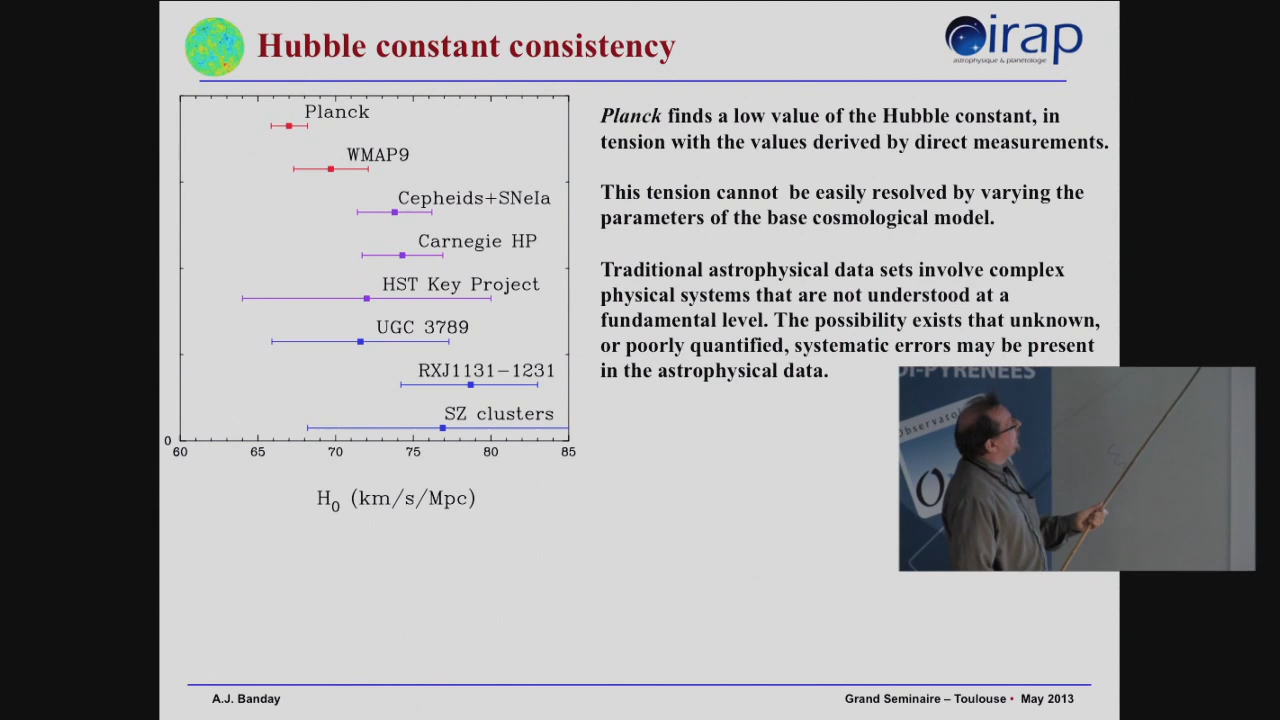 Hubble constant consistency
irap
astrophysique & planétologie
Planck
WMAP9
Cepheids+SNeIa
Carnegie HP
HST Key Project
UGC 3789
RXJ1131−1231
SZ clusters
0
60 65 70 75 80 85
H0 (km/s/Mpc)
Planck finds a low value of the Hubble constant, in
tension with the values derived by direct measurements.
This tension cannot be easily resolved by varying the
parameters of the base cosmological model.
Traditional astrophysical data sets involve complex
physical systems that are not understood at a
fundamental level. The possibility exists that unknown,
or poorly quantified, systematic errors may be present
in the astrophysical data.
DI-PYRENEES
Observato
A.J. Banday
Grand Seminaire – Toulouse • May 2013